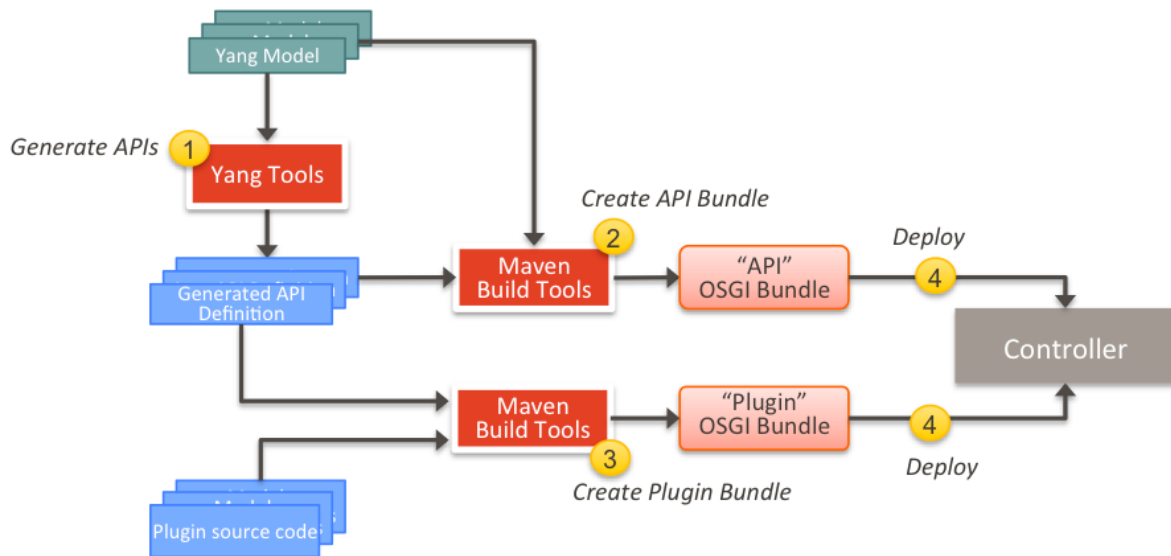 Yang Model
Generate APIs
1
Yang Tools
Create API Bundle
2
Deploy
4
Maven
Build Tools
“API”
OSGI Bundle
Generated API
Definition
Controller
Maven
Build Tools
“Plugin”
OSGI Bundle
4
Deploy
3
Create Plugin Bundle
Plugin source code